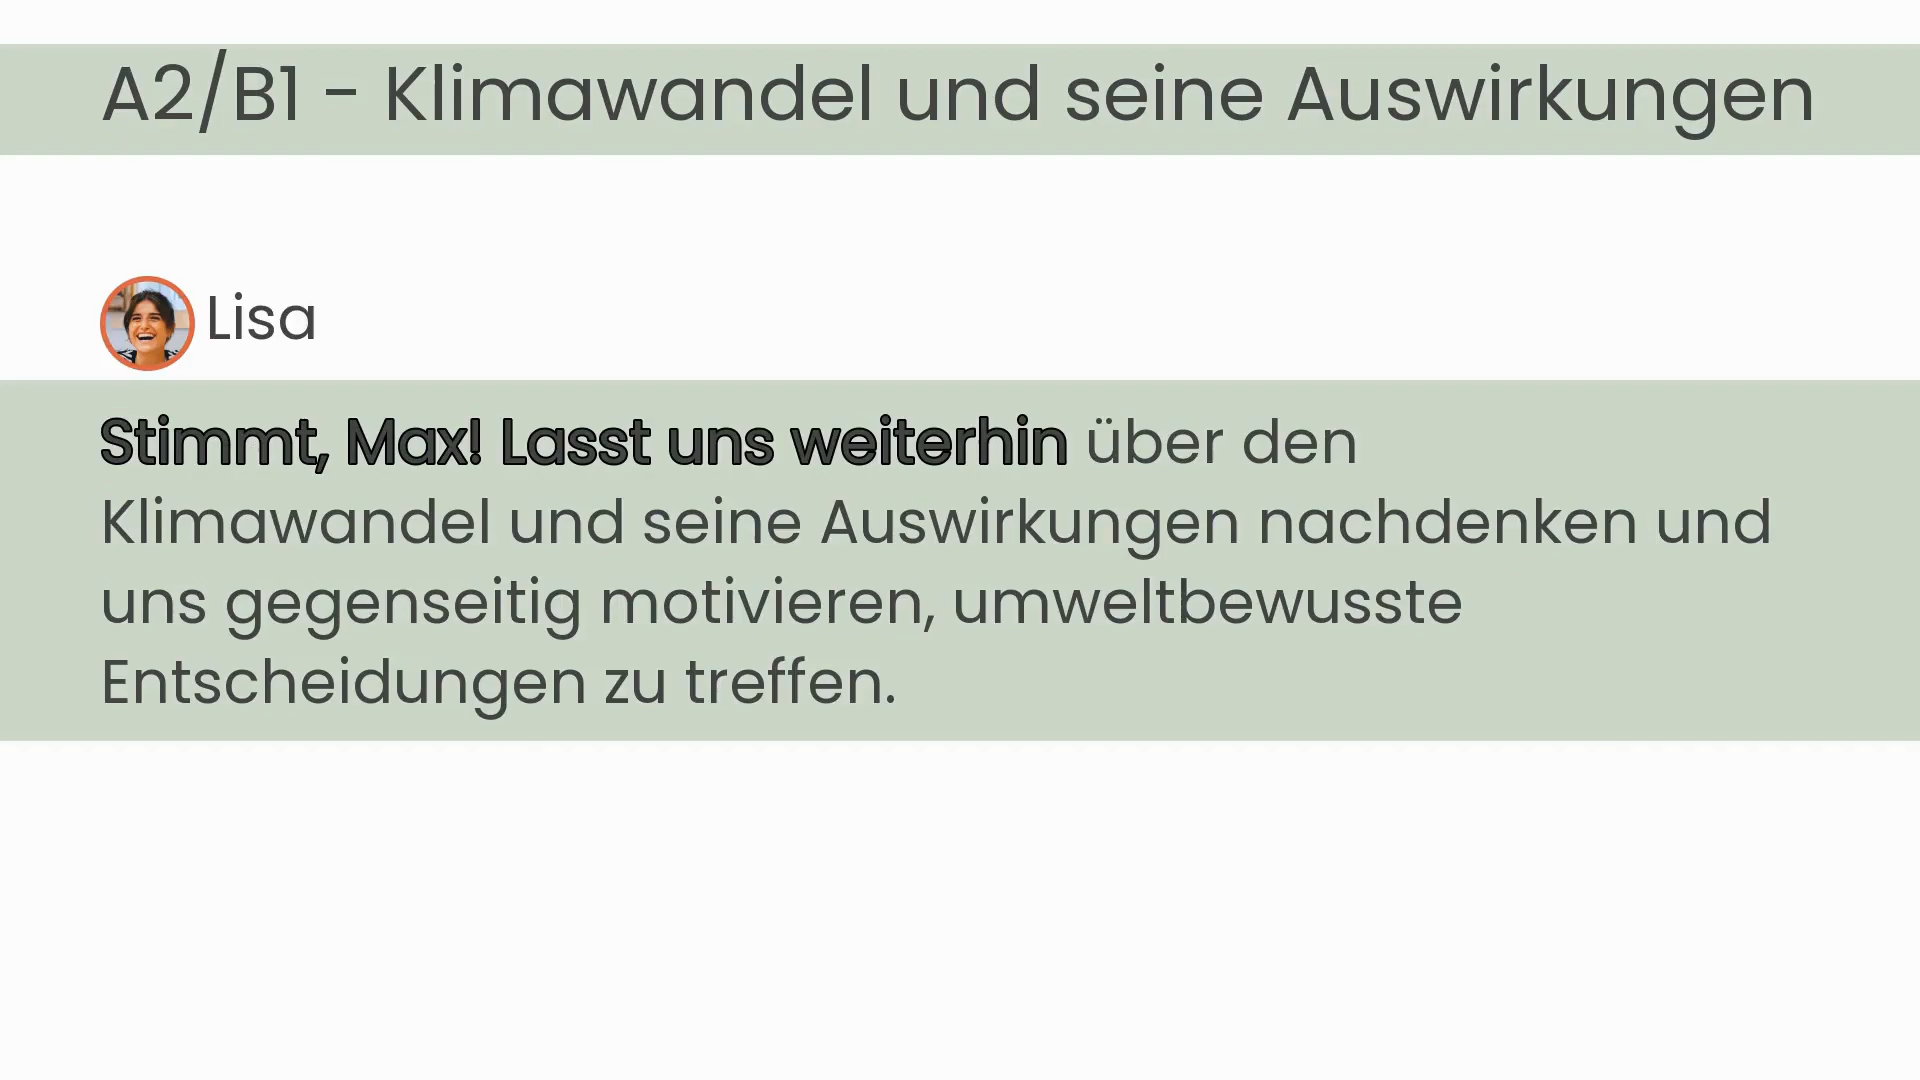 A2/B1 - Klimawandel und seine Auswirkungen
Lisa
Stimmt, Max! Lasst uns weiterhin über den
Klimawandel und seine Auswirkungen nachdenken und
uns gegenseitig motivieren, umweltbewusste
Entscheidungen zu treffen.